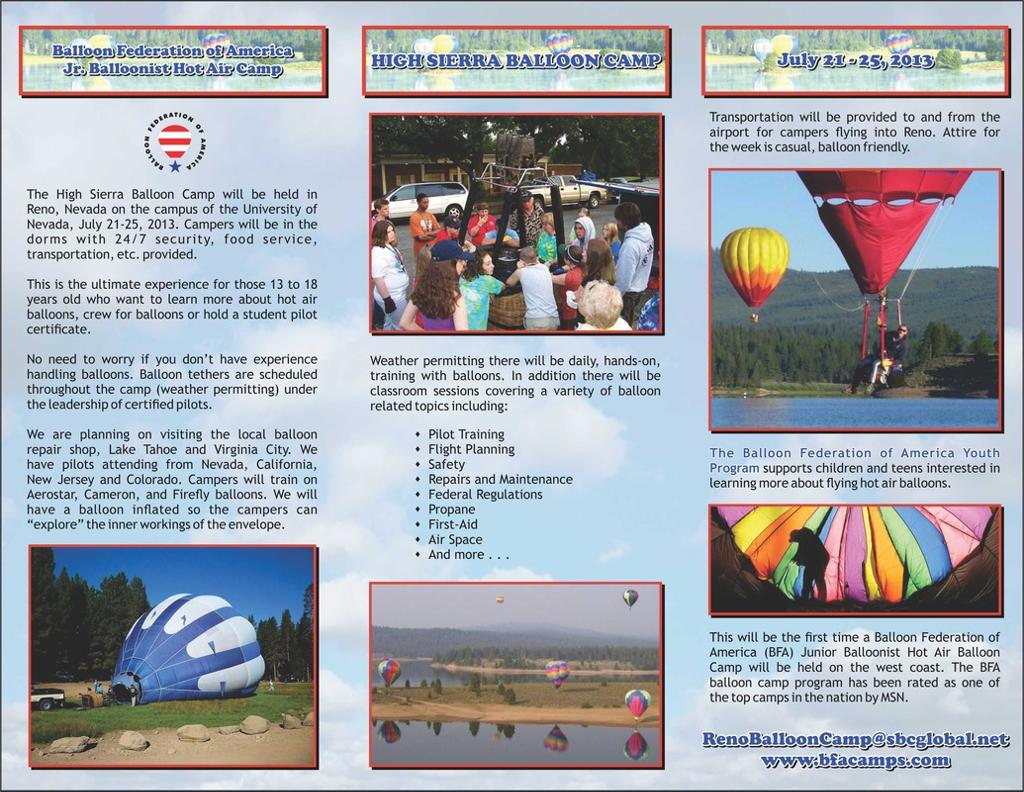 Balloon Federation of America
Jr. Balloonist Hot Air Camp
BALLOON FEDERATION OF AMERICA
The High Sierra Balloon Camp will be held in
Reno, Nevada on the campus of the University of
Nevada, July 21-25, 2013. Campers will be in the
dorms with 24/7 security, food service,
transportation, etc. provided.
This is the ultimate experience for those 13 to 18
years old who want to learn more about hot air
balloons, crew for balloons or hold a student pilot
certificate.
No need to worry if you don't have experience
handling balloons. Balloon tethers are scheduled
throughout the camp (weather permitting) under
the leadership of certified pilots.
We are planning on visiting the local balloon
repair shop, Lake Tahoe and Virginia City. We
have pilots attending from Nevada, California,
New Jersey and Colorado. Campers will train on
Aerostar, Cameron, and Firefly balloons. We will
have a balloon inflated so the campers can
“explore” the inner workings of the envelope.
HIGH SIERRA BALLOON CAMP
Weather permitting there will be daily, hands-on,
training with balloons. In addition there will be
classroom sessions covering a variety of balloon
related topics including:
♦ Pilot Training
♦ Flight Planning
♦ Safety
♦ Repairs and Maintenance
♦ Federal Regulations
♦ Propane
♦ First-Aid
♦ Air Space
♦ And more . . .
July 21 - 25, 2013
Transportation will be provided to and from the
airport for campers flying into Reno. Attire for
the week is casual, balloon friendly.
The Balloon Federation of America Youth
Program supports children and teens interested in
learning more about flying hot air balloons.
This will be the first time a Balloon Federation of
America (BFA) Junior Balloonist Hot Air Balloon
Camp will be held on the west coast. The BFA
balloon camp program has been rated as one of
the top camps in the nation by MSN.
RenoBalloonCamp@sbcglobal.net
www.bfacamps.com